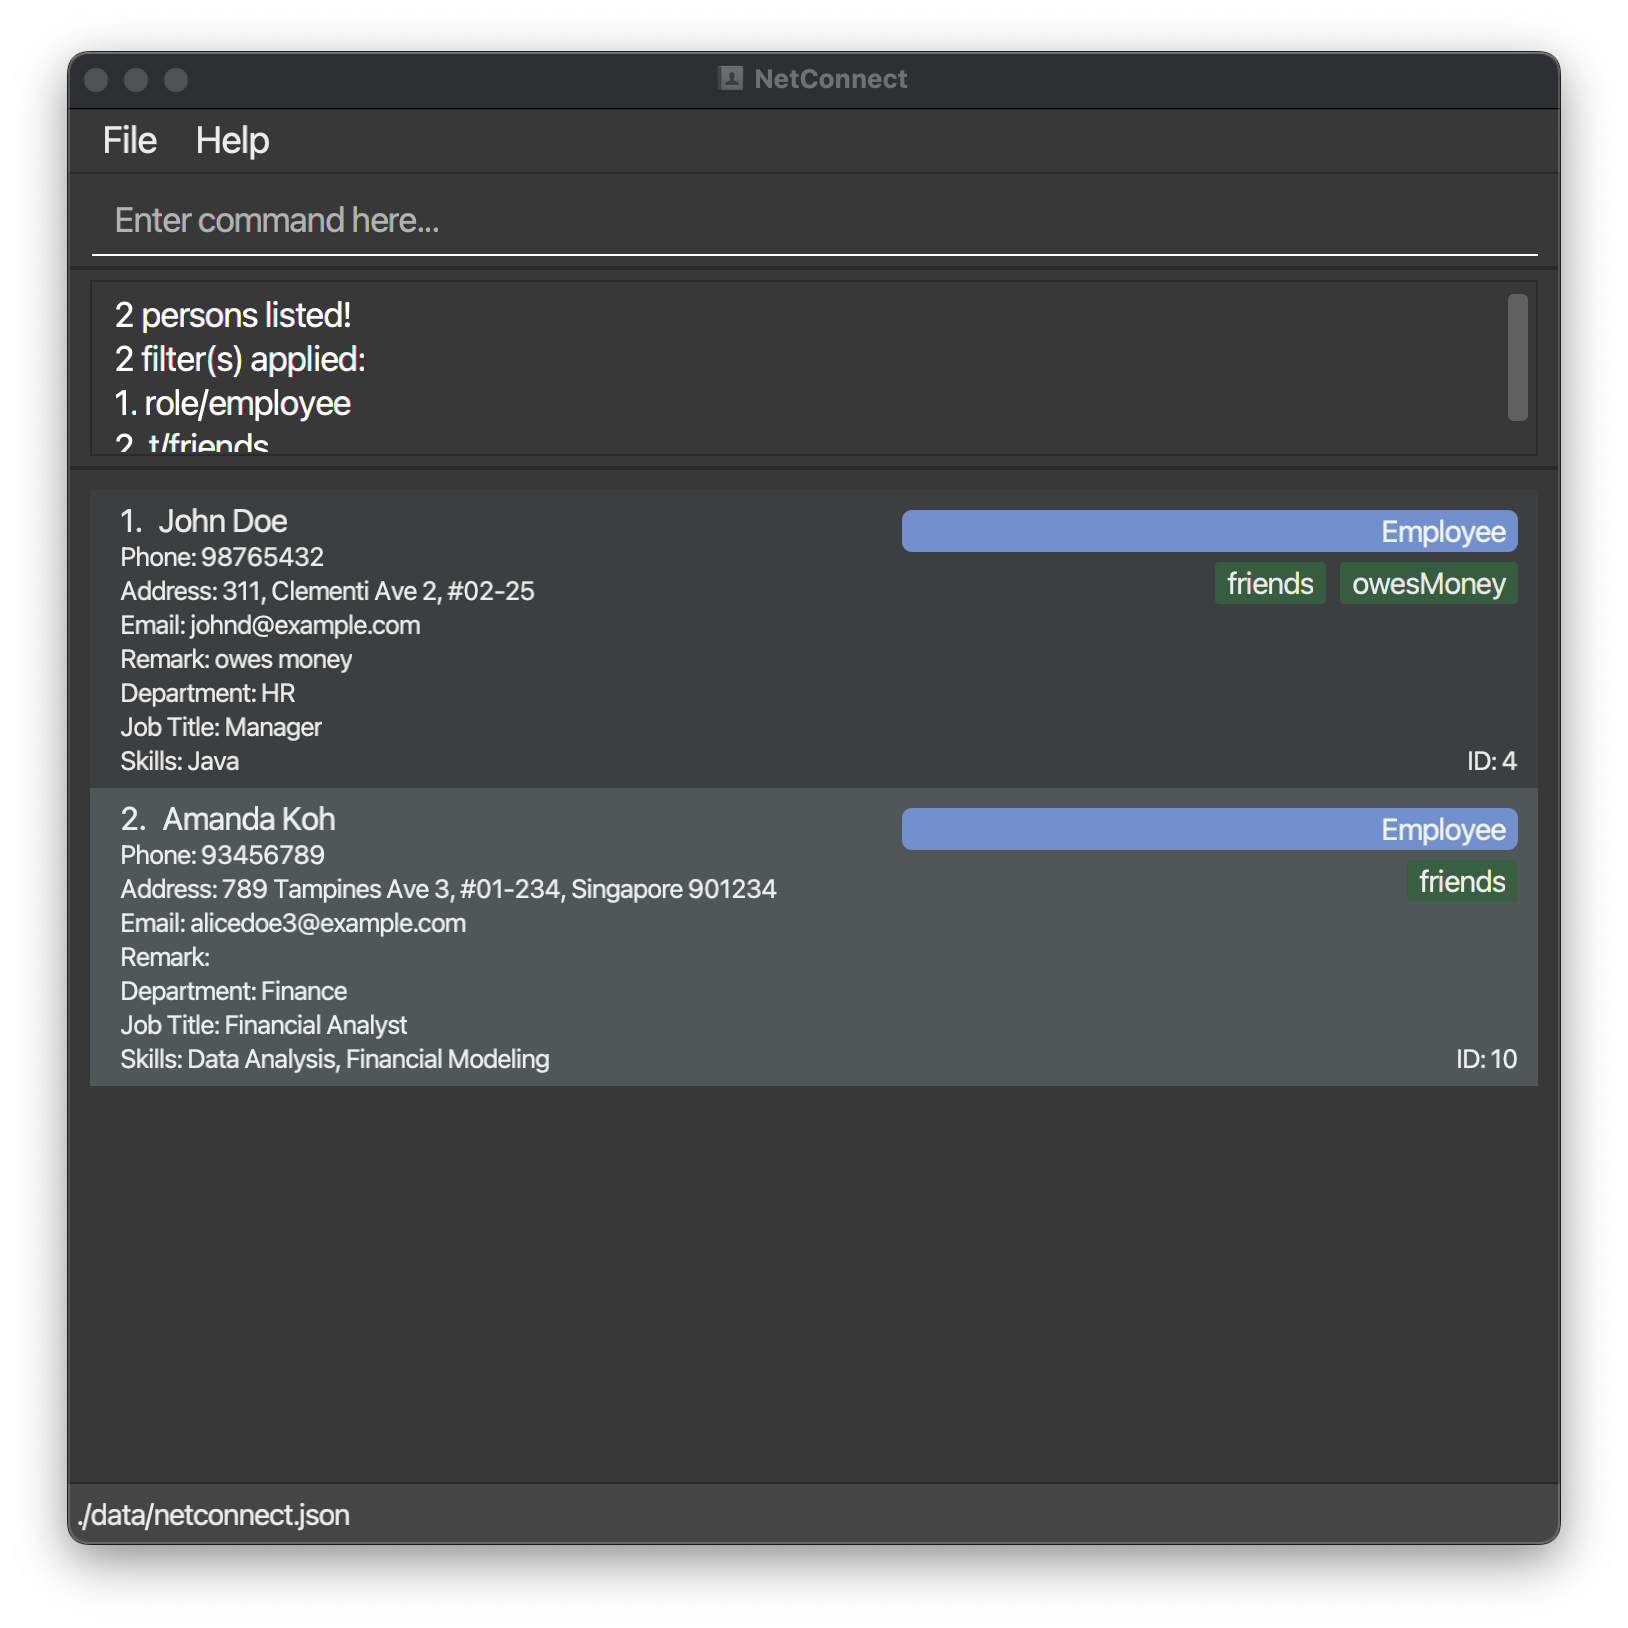 NetConnect
File Help
Enter command here...
2 persons listed!
2 filter(s) applied:
1. role/employee
2. t/friends
1. John Doe
Employee
Phone: 98765432
friends owesMoney
Address: 311, Clementi Ave 2, #02-25
Email: johnd@example.com
Remark: owes money
Department: HR
Job Title: Manager
Skills: Java
ID: 4
2. Amanda Koh
Employee
Phone: 93456789
friends
Address: 789 Tampines Ave 3, #01-234, Singapore 901234
Email: alicedoe3@example.com
Remark:
Department: Finance
Job Title: Financial Analyst
Skills: Data Analysis, Financial Modeling
ID: 10
./data/netconnect.json